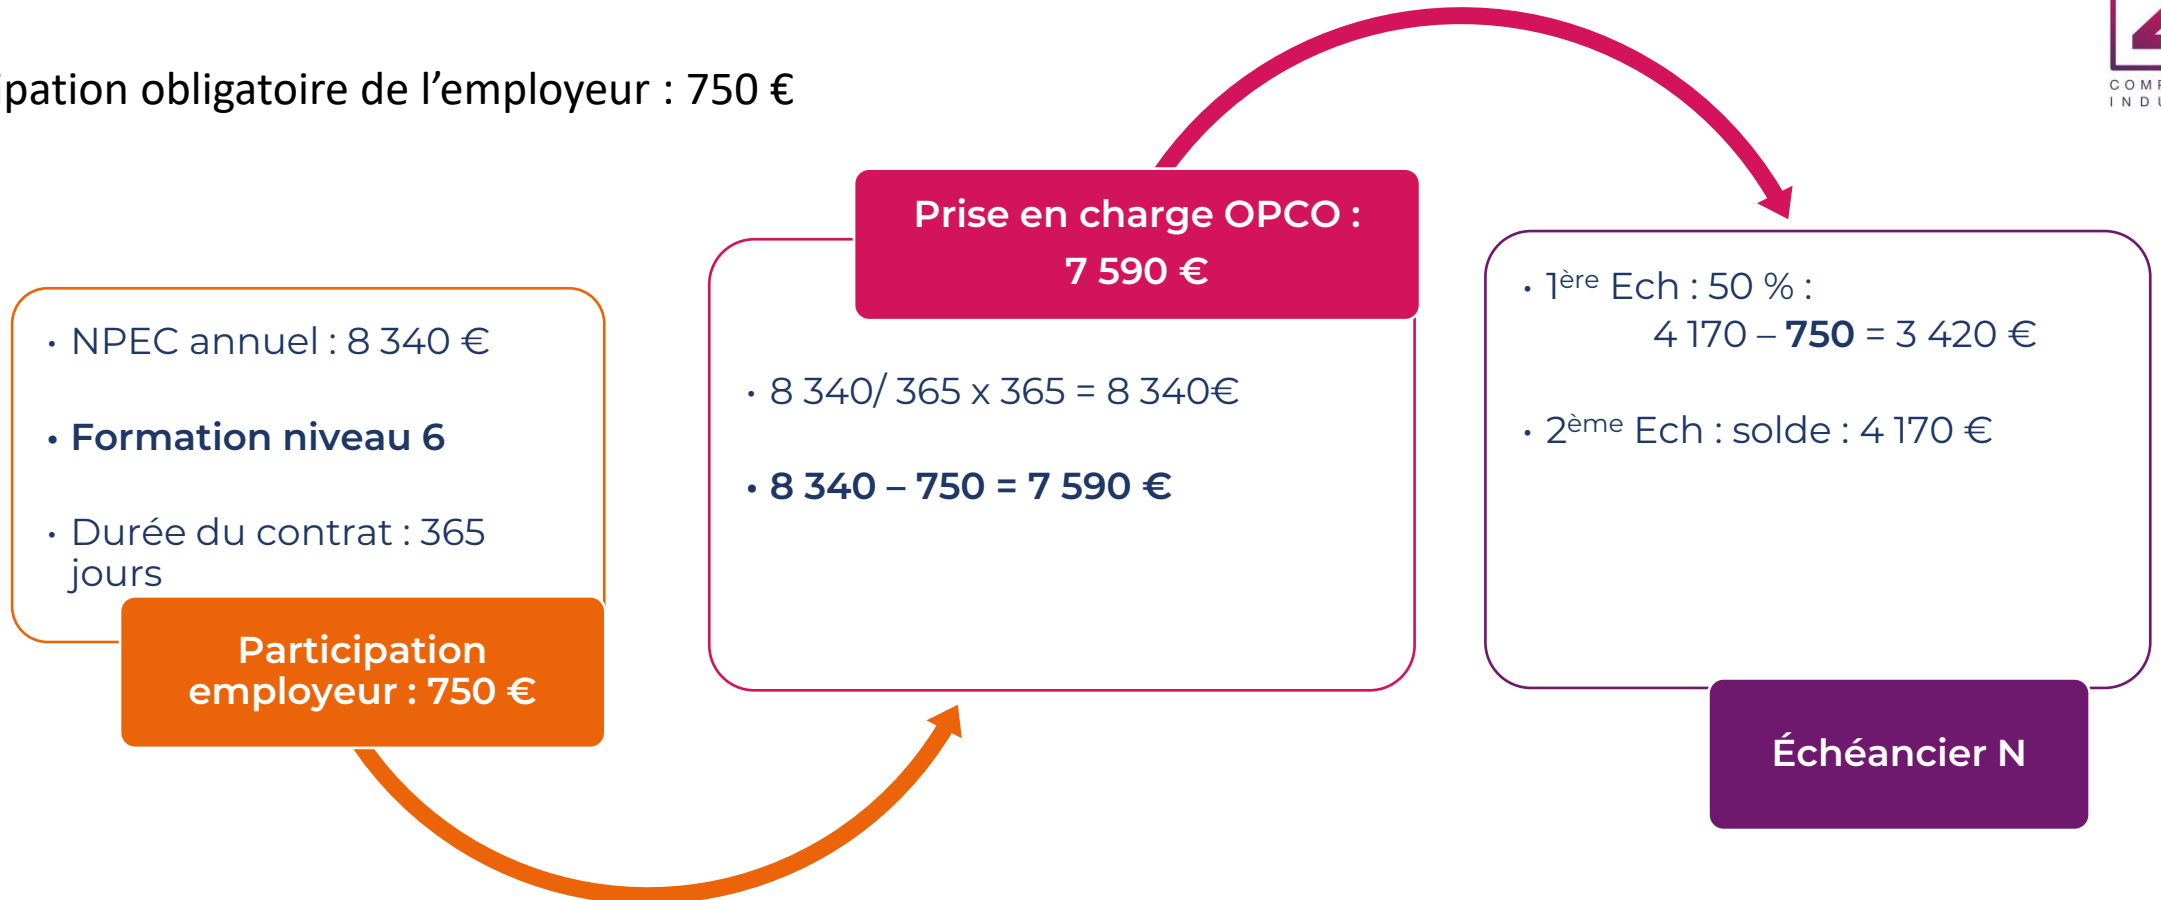 ipation obligatoire de l’employeur : 750 €
• NPEC annuel : 8 340 €
• Formation niveau 6
• Durée du contrat : 365
jours
Participation
employeur : 750 €
Prise en charge OPCO :
7 590 €
• 8 340/ 365 x 365 = 8 340€
• 8 340 – 750 = 7 590 €
• 1ère Ech : 50 % :
4 170 – 750 = 3 420 €
• 2ème Ech : solde : 4 170 €
Échéancier N